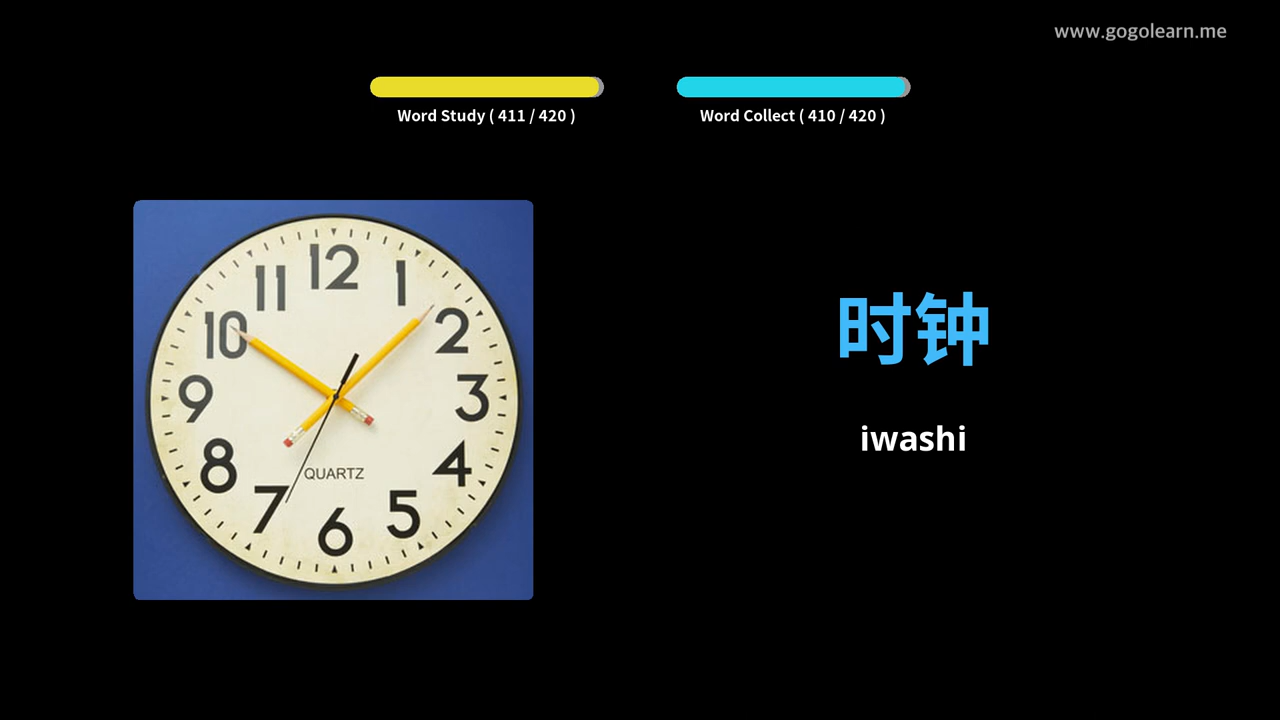 www.gogolearn.me
Word Study ( 411 / 420 )
Word Collect ( 410 / 420 )
12
11
1
10
2
9
3
8
4
QUARTZ
7
5
6
时钟
iwashi